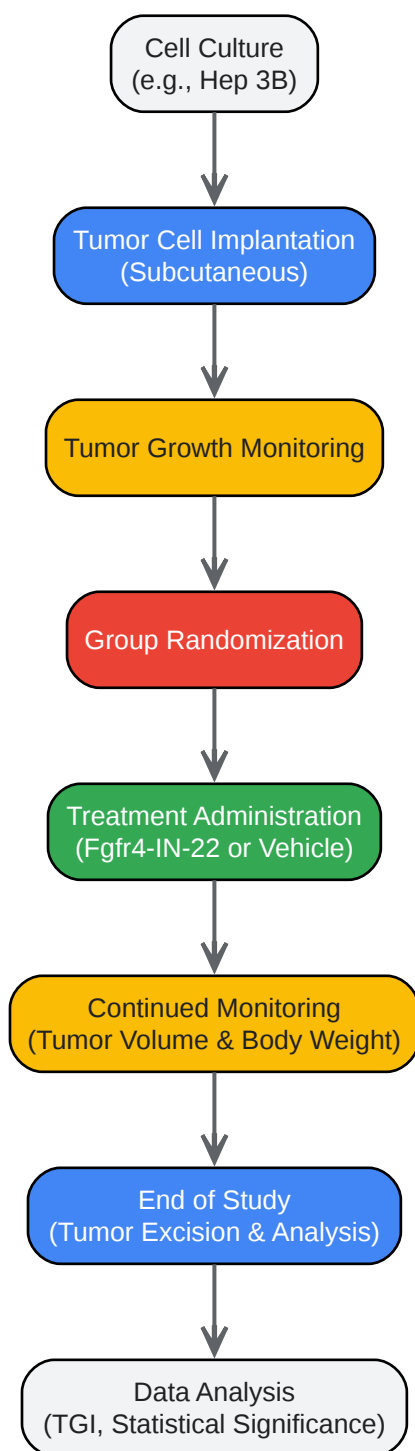 Cell Culture
(e.g., Hep 3B)
Tumor Cell Implantation
(Subcutaneous)
Tumor Growth Monitoring
Group Randomization
Treatment Administration
(Fgfr4-IN-22 or Vehicle)
Continued Monitoring
(Tumor Volume & Body Weight)
End of Study
(Tumor Excision & Analysis)
Data Analysis
(TGI, Statistical Significance)